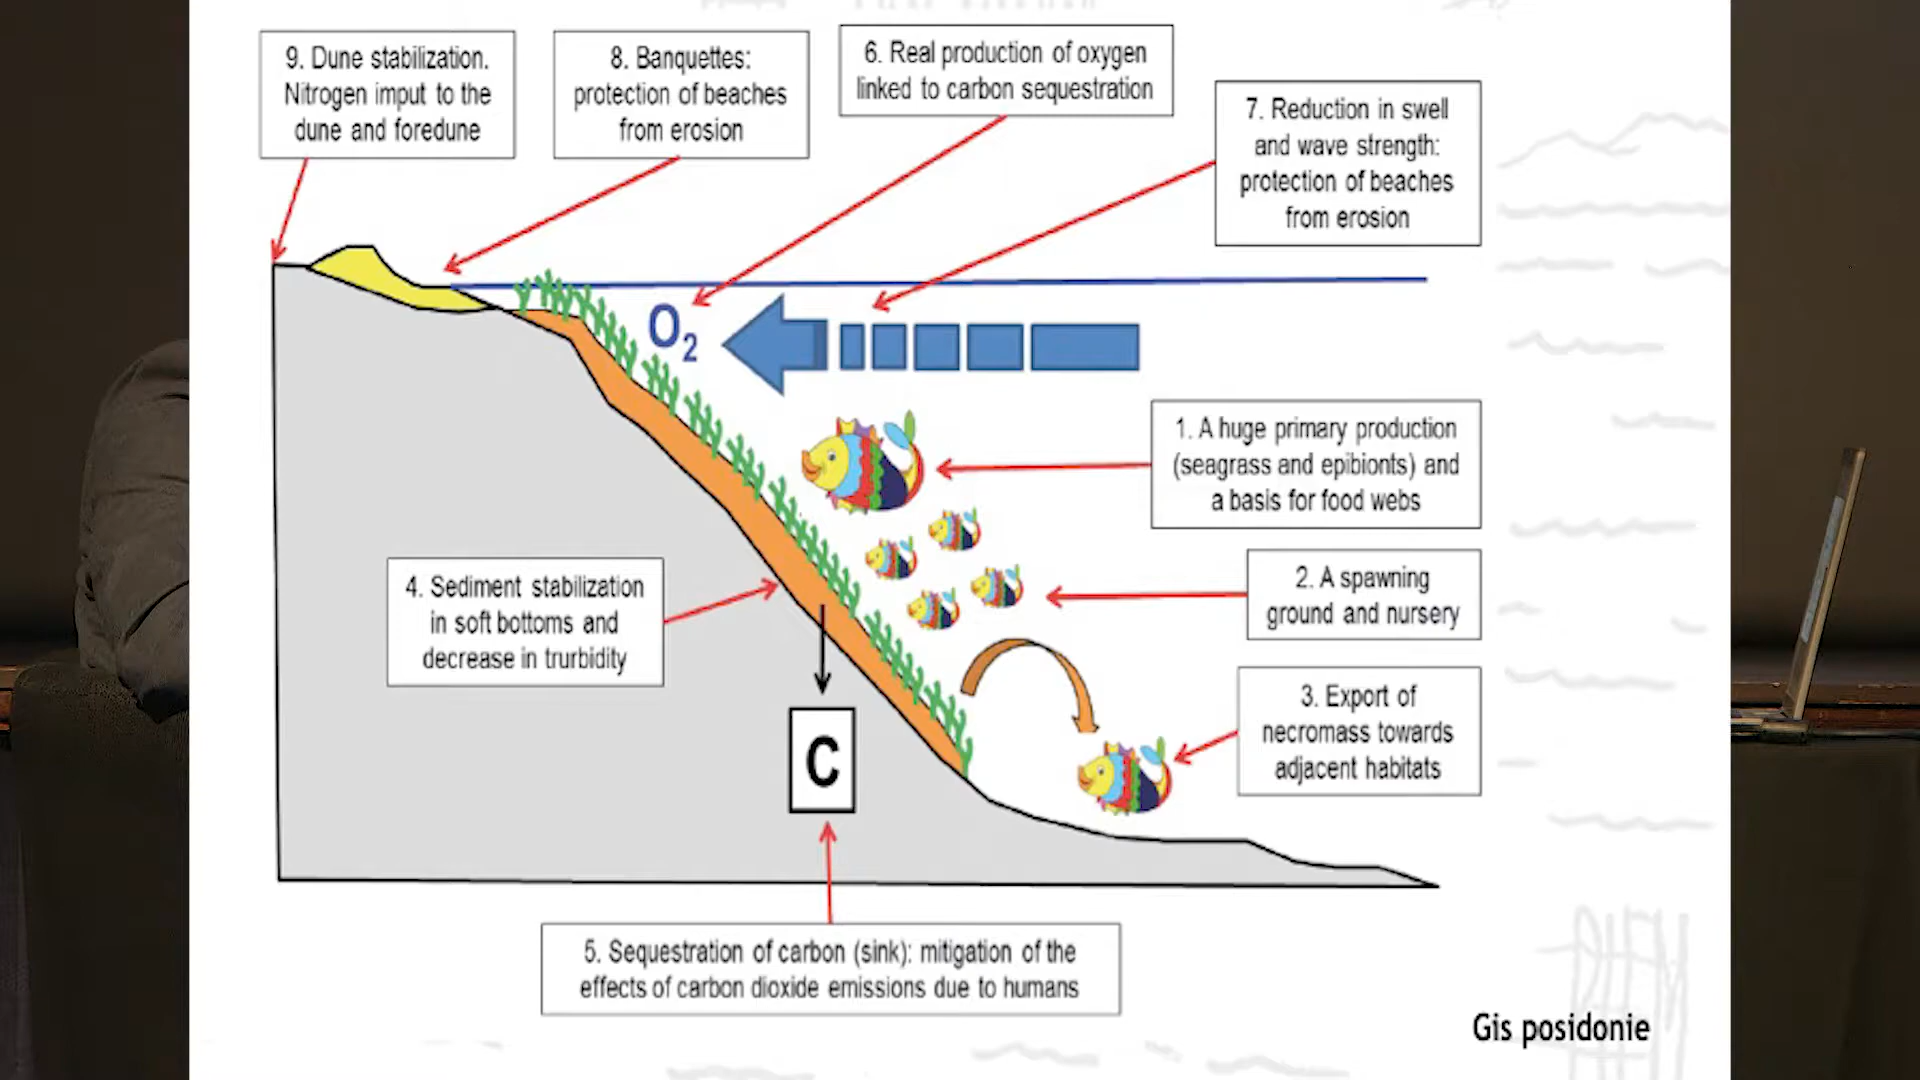 9. Dune stabilization.
Nitrogen imput to the
dune and foredune
8. Banquettes:
protection of beaches
from erosion
6. Real production of oxygen
linked to carbon sequestration
7. Reduction in swell
and wave strength:
protection of beaches
from erosion
O2
1. A huge primary production
(seagrass and epibionts) and
a basis for food webs
2. A spawning
ground and nursery
4. Sediment stabilization
in soft bottoms and
decrease in trurbidity
3. Export of
necromass towards
adjacent habitats
C
5. Sequestration of carbon (sink): mitigation of the
effects of carbon dioxide emissions due to humans
Gis posidonie